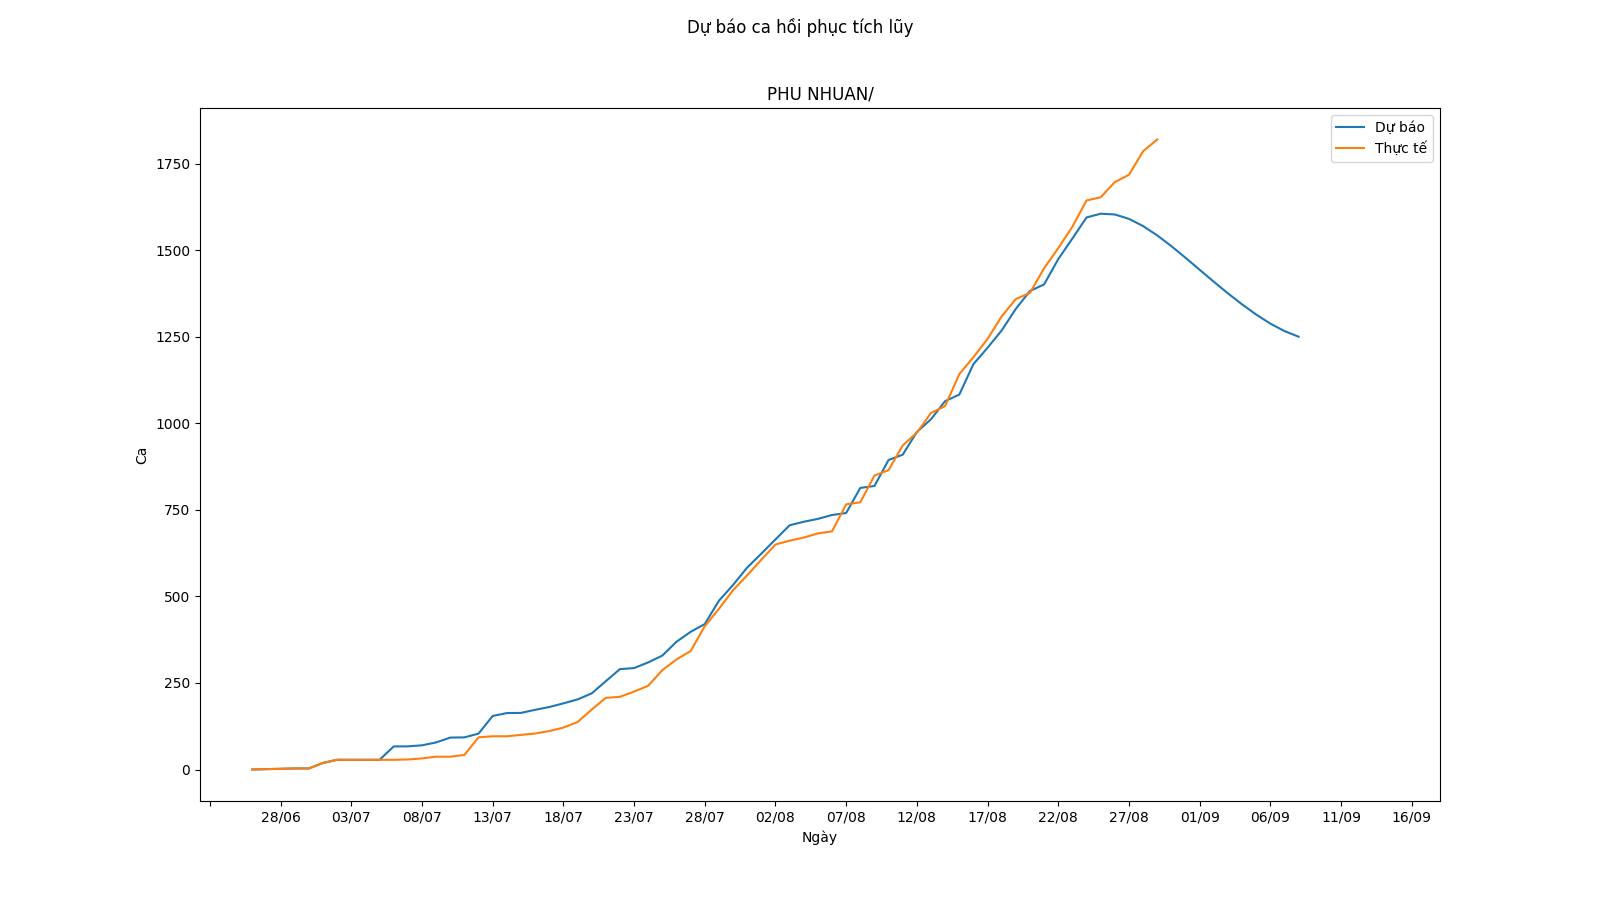 Dự báo ca hồi phục tích lũy
PHU NHUAN/
Dự báo
Thực tế
1750
1500
1250
1000
750
500
250
0
Ca
28/06 03/07 08/07 13/07 18/07 23/07 28/07 02/08 07/08 12/08 17/08 22/08 27/08 01/09 06/09 11/09 16/09
Ngày